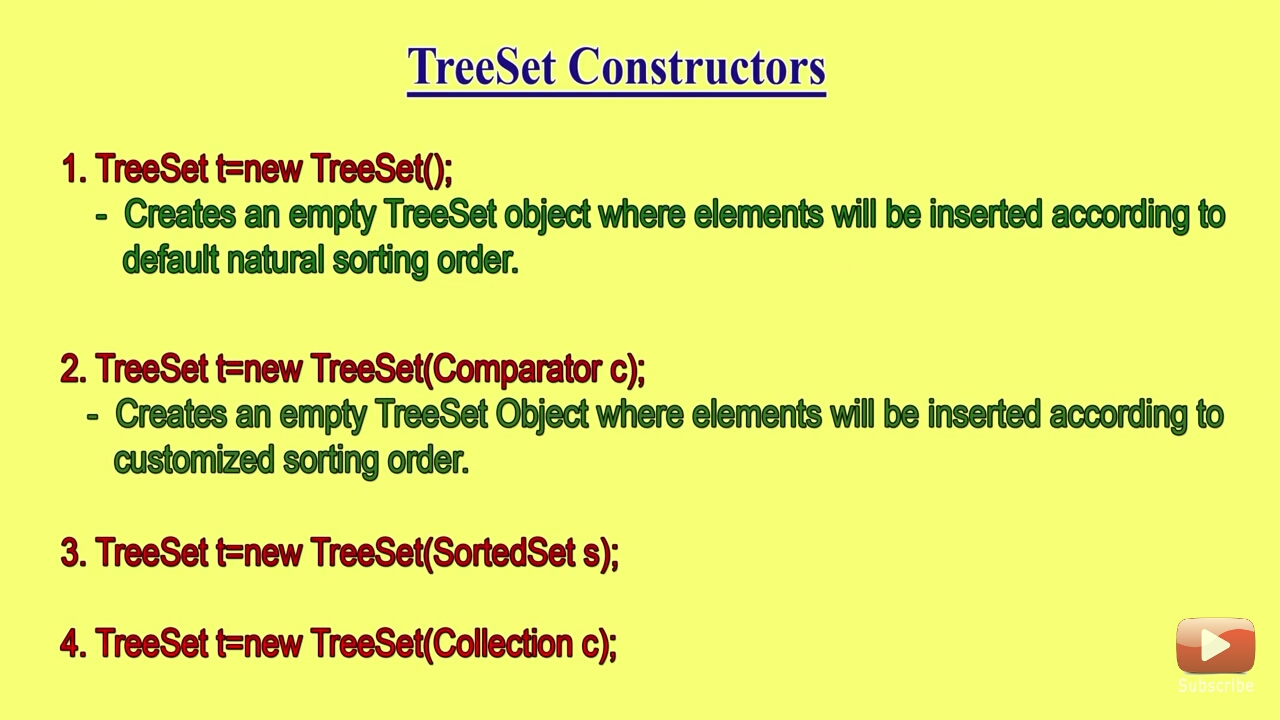 TreeSet Constructors
1. TreeSet t=new TreeSet();
- Creates an empty TreeSet object where elements will be inserted according to
default natural sorting order.
2. TreeSet t=new TreeSet(Comparator c);
- Creates an empty TreeSet Object where elements will be inserted according to
customized sorting order.
3. TreeSet t=new TreeSet(SortedSet s);
4. TreeSet t=new TreeSet(Collection c);
Subscribe